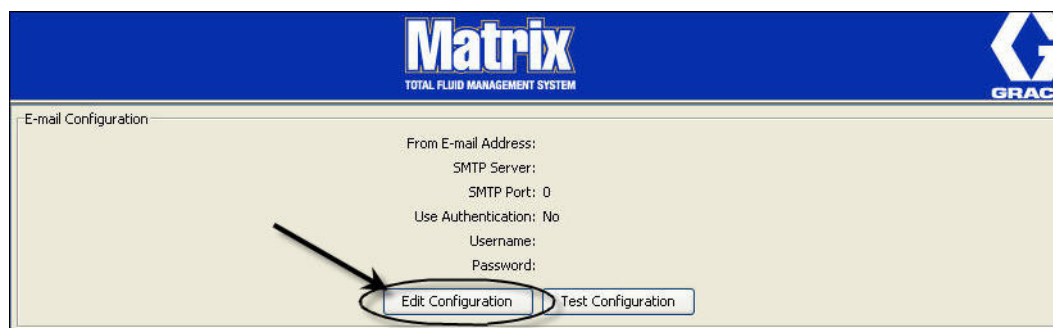 Matrix
TOTAL FLUID MANAGEMENT SYSTEM
GRAC
E-mail Configuration
From E-mail Address:
SMTP Server:
SMTP Port: 0
Use Authentication: No
Username:
Password:
Edit Configuration Test Configuration